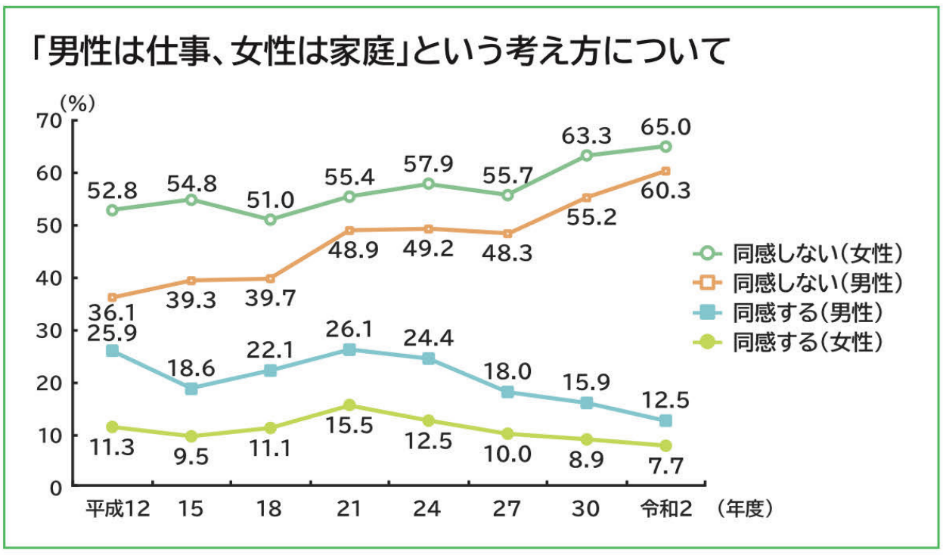 「男性は仕事、女性は家庭」という考え方について
(%)
70
60
50
40
30
20
10
0
52.8 54.8 51.0 55.4 57.9 55.7 63.3 65.0
36.1 39.3 39.7 48.9 49.2 48.3 55.2 60.3
25.9 18.6 22.1 26.1 24.4 18.0 15.9 12.5
11.3 9.5 11.1 15.5 12.5 10.0 8.9 7.7
平成12 15 18 21 24 27 30 令和2 (年度)
同感しない(女性)
同感しない(男性)
同感する(男性)
同感する(女性)